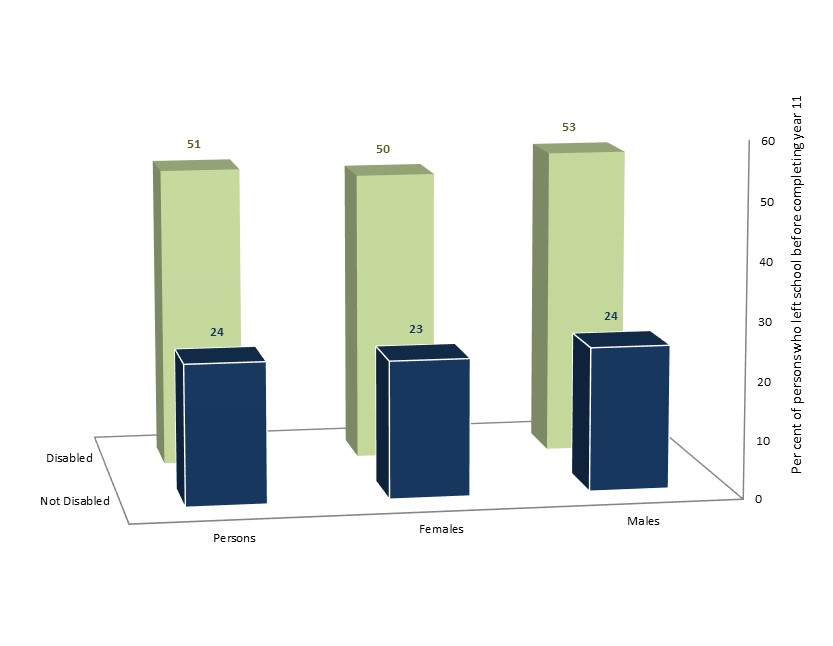 53
51
50
24
23
24
60
50
40
30
20
10
0
Per cent of persons who left school before completing year 11
Disabled
Not Disabled
Persons
Females
Males